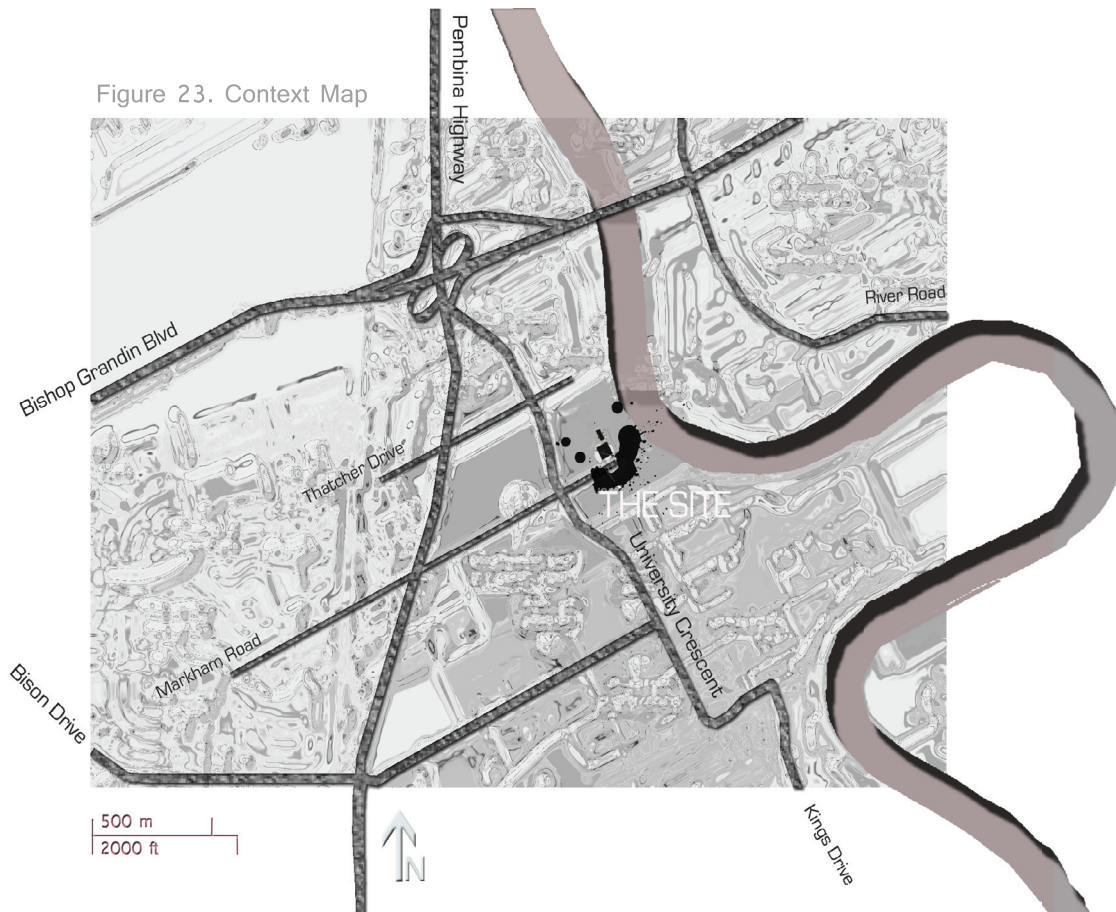 Pembina Highway
Figure 23. Context Map
River Road
Bishop Grandin Blvd
Thatcher Drive
THE SITE
University Crescent
Markham Road
Bison Drive
500 m
2000 ft
N
Kings Drive